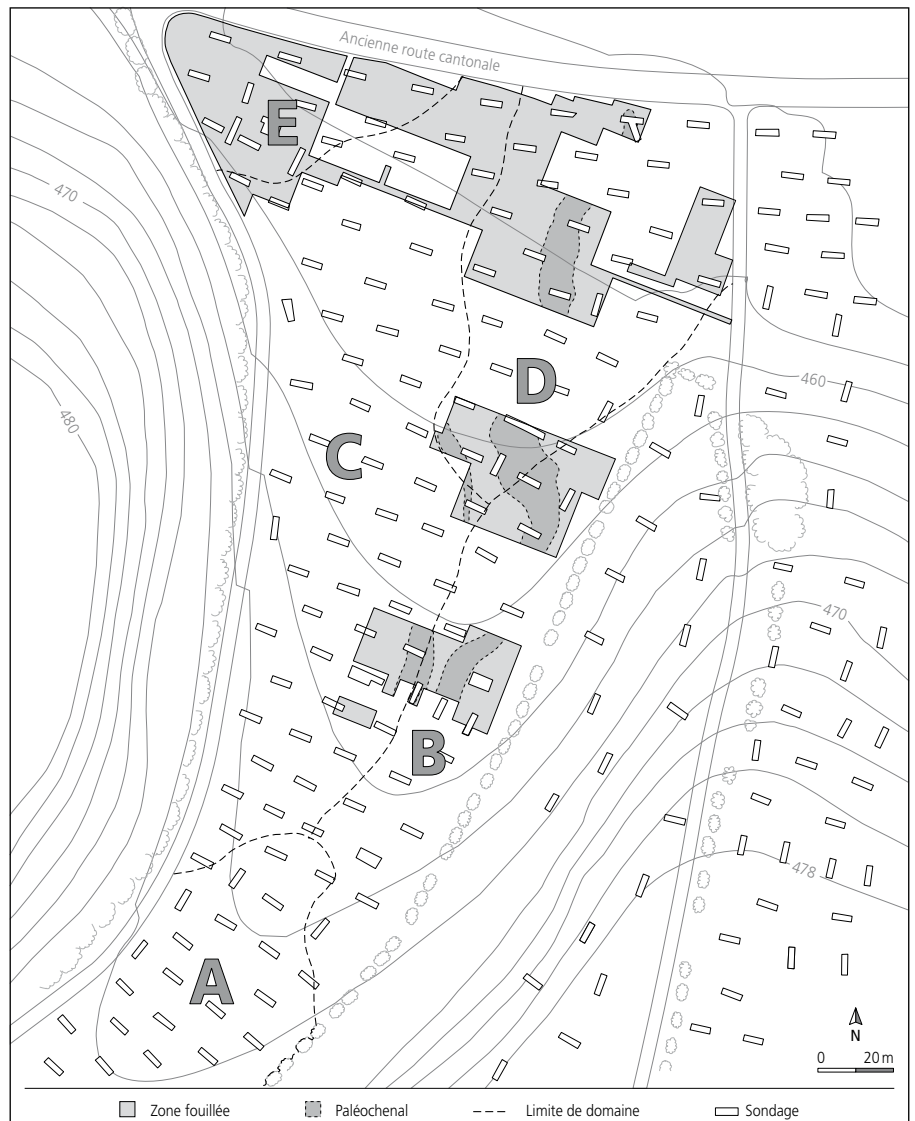 Ancienne route cantonale
E
470
460
D
480
C
470
B
478
A
N
0 20 m
Zone fouillée Paléochenal Limite de domaine Sondage